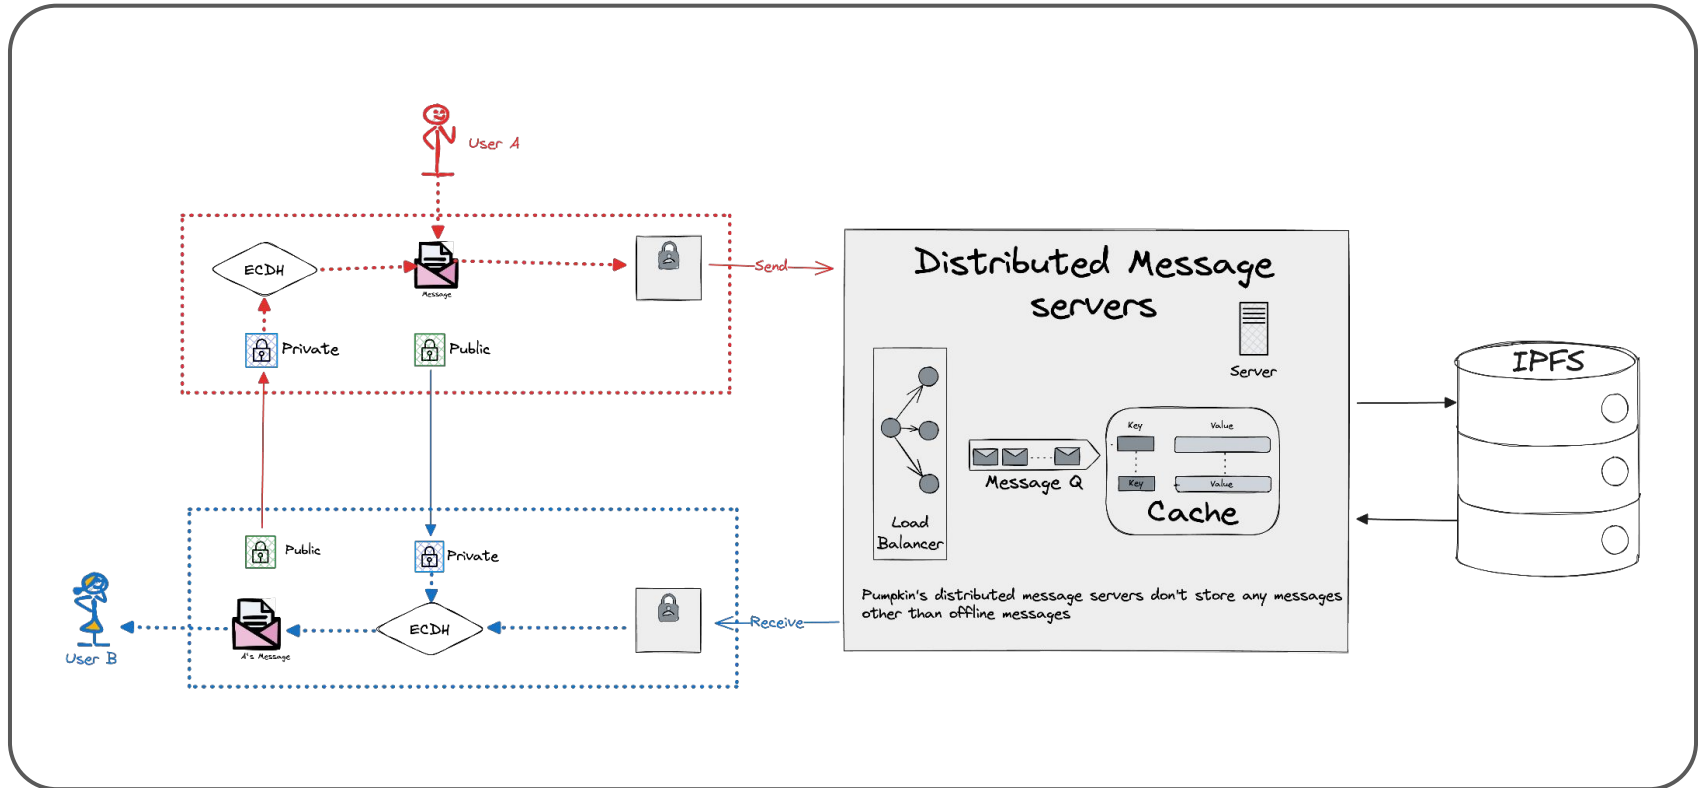 User A
ECDH
Message
Send
Private
Public
Public
Private
ECDH
A's Message
User B
Receive
Distributed Message
servers
Server
Load
Balancer
Message Q
Key
Value
Key
Value
Cache
Pumpkin's distributed message servers don't store any messages
other than offline messages
IPFS